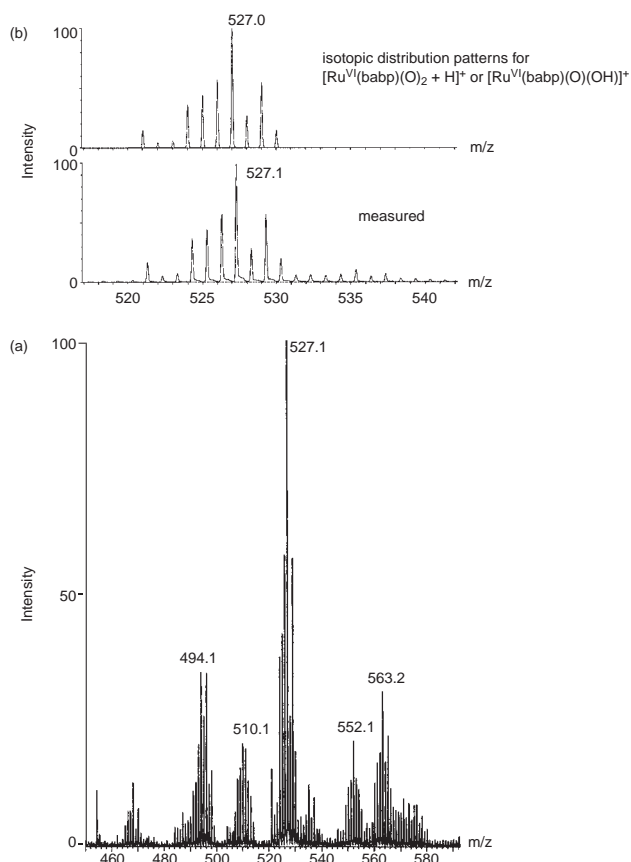 (b)
527.0
100
isotopic distribution patterns for
[Ru^VI(babp)(O)₂ + H]⁺ or [Ru^VI(babp)(O)(OH)]⁺
0
m/z
Intensity
100
527.1
measured
0
m/z
520 525 530 535 540
(a)
100
527.1
Intensity
50
494.1
510.1
552.1
563.2
0
m/z
460 480 500 520 540 560 580